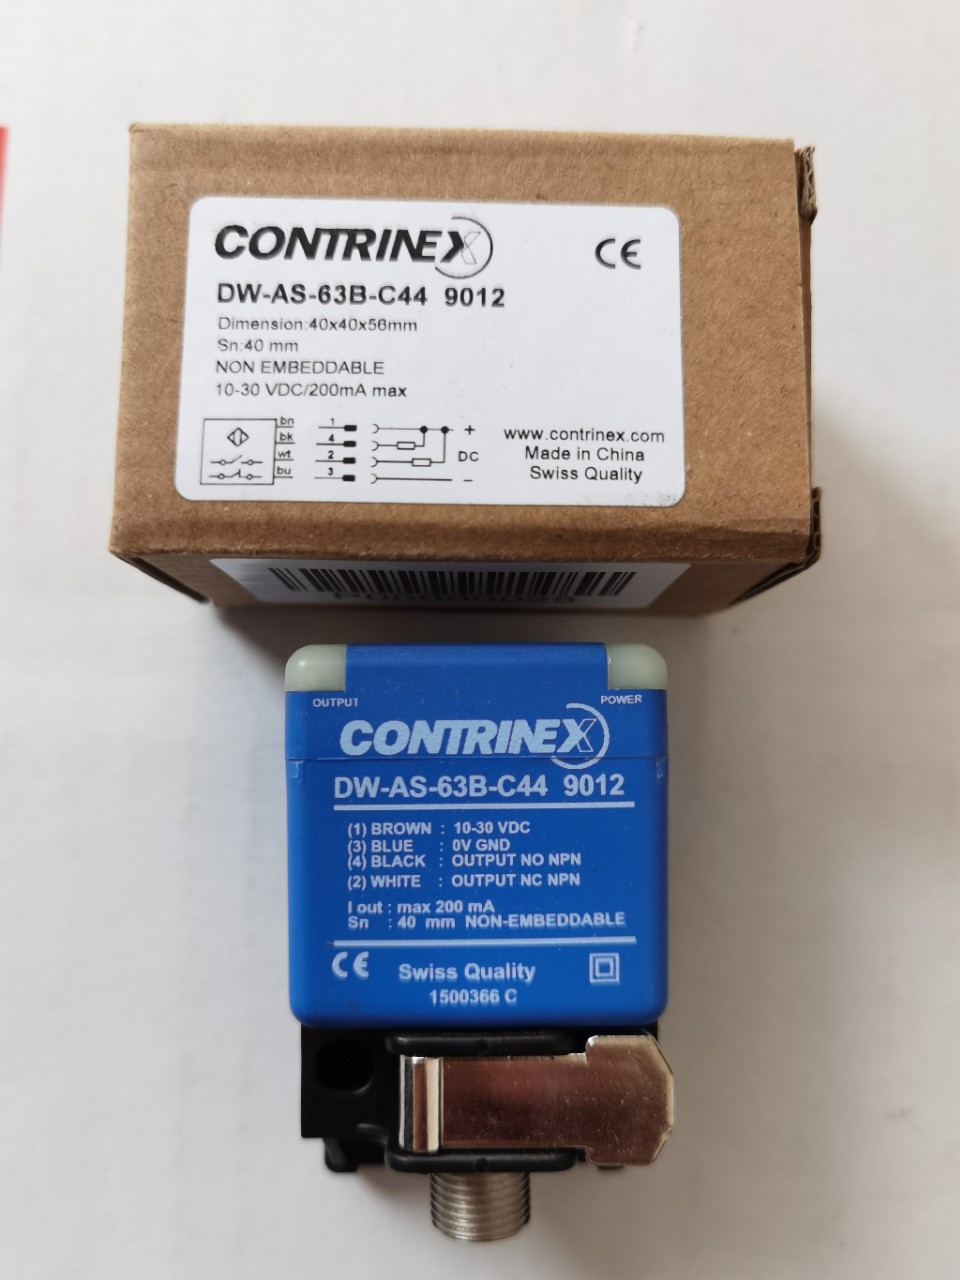 CONTRINEX
CE
DW-AS-63B-C44 9012
Dimension:40x40x56mm
Sn:40 mm
NON EMBEDDABLE
10-30 VDC/200mA max
bn 1
bk 4
wt 2
bu 3
+
DC
-
www.contrinex.com
Made in China
Swiss Quality
OUTPUT
POWER
CONTRINEX
DW-AS-63B-C44 9012
(1) BROWN : 10-30 VDC
(3) BLUE : 0V GND
(4) BLACK : OUTPUT NO NPN
(2) WHITE : OUTPUT NC NPN
I out : max 200 mA
Sn : 40 mm NON-EMBEDDABLE
CE Swiss Quality
1500366 C